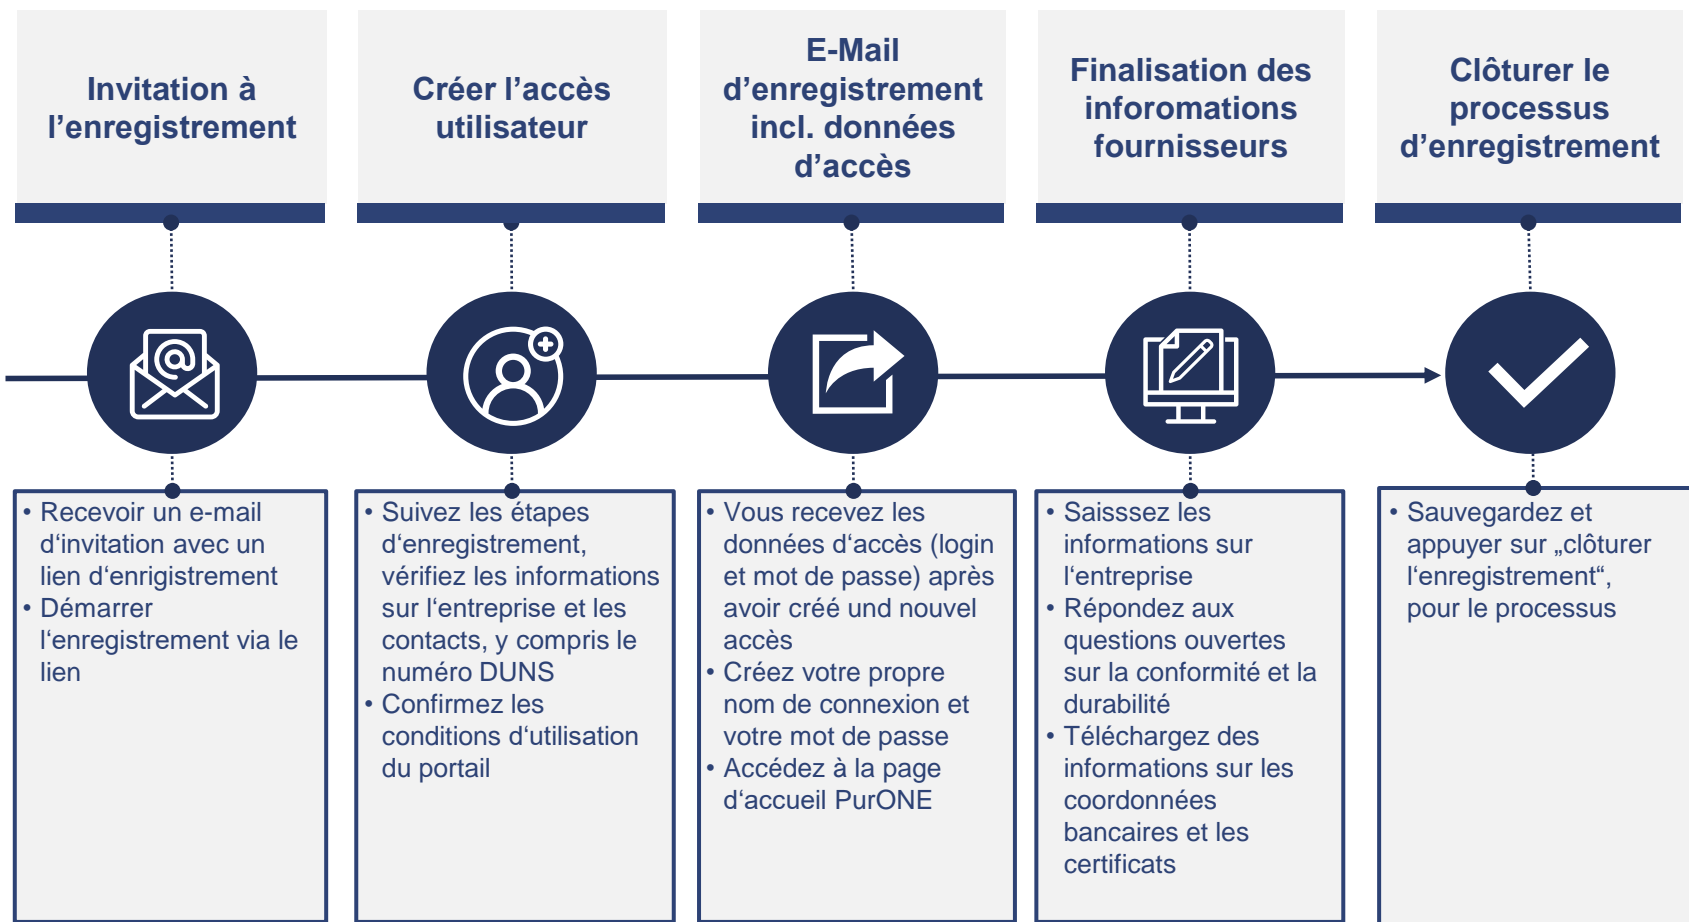 Invitation à
l’enregistrement
Créer l’accès
utilisateur
E-Mail
d’enregistrement
incl. données
d’accès
Finalisation des
inforomations
fournisseurs
Clôturer le
processus
d’enregistrement
• Recevoir un e-mail
d‘invitation avec un
lien d‘enrigistrement
• Démarrer
l‘enregistrement via le
lien
• Suivez les étapes
d‘enregistrement,
vérifiez les informations
sur l‘entreprise et les
contacts, y compris le
numéro DUNS
• Confirmez les
conditions d‘utilisation
du portail
• Vous recevez les
données d‘accès (login
et mot de passe) après
avoir créé und nouvel
accès
• Créez votre propre
nom de connexion et
votre mot de passe
• Accédez à la page
d‘accueil PurONE
• Saisssez les
informations sur
l‘entreprise
• Répondez aux
questions ouvertes
sur la conformité et la
durabilité
• Téléchargez des
informations sur les
coordonnées
bancaires et les
certificats
• Sauvegardez et
appuyer sur „clôturer
l‘enregistrement“,
pour le processus